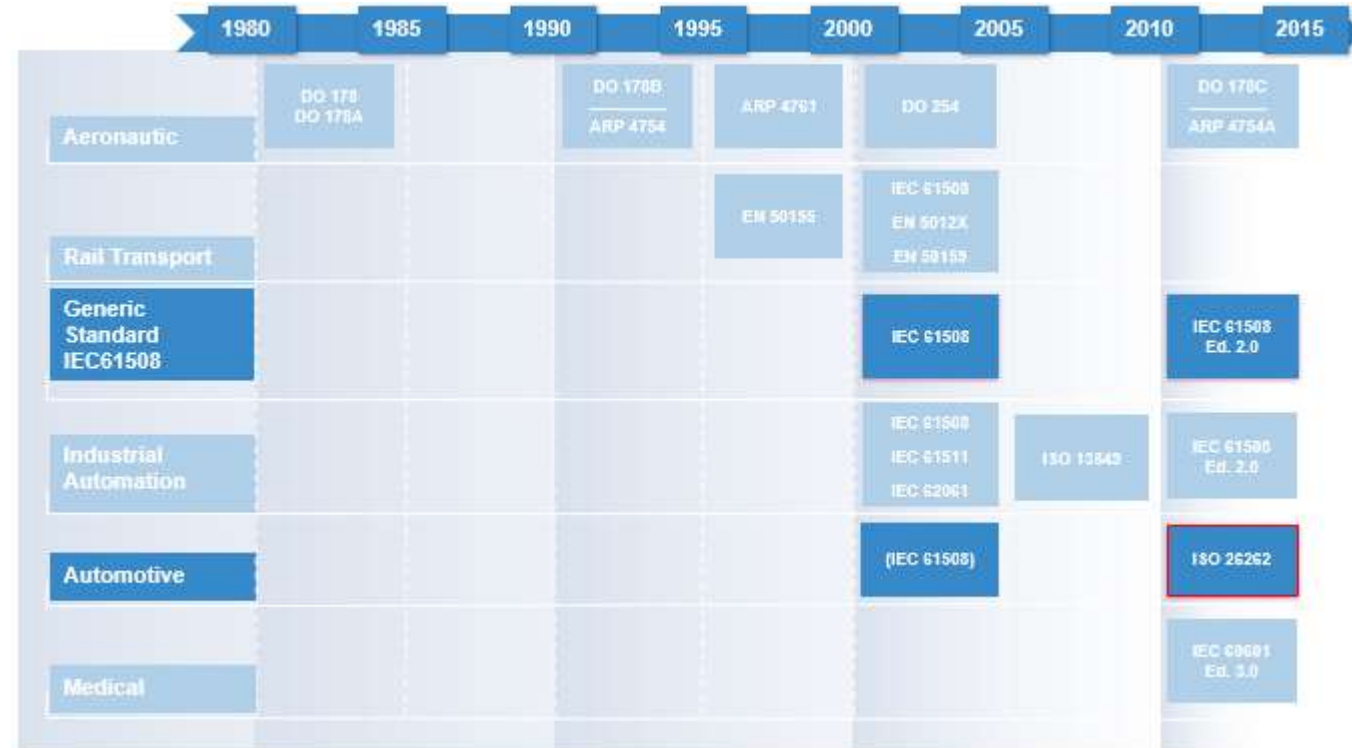 1980 1985 1990 1995 2000 2005 2010 2015
DO 178
DO 178A
DO 178B
ARP 4754
ARP 4761
DO 254
DO 178C
ARP 4754A
Aeronautic
EN 50155
IEC 61508
EN 5012X
EN 50159
Rail Transport
Generic
Standard
IEC61508
IEC 61508
IEC 61508
Ed. 2.0
Industrial
Automation
IEC 61508
IEC 61511
IEC 62061
ISO 13849
IEC 61508
Ed. 2.0
Automotive
(IEC 61508)
ISO 26262
Medical
IEC 60601
Ed. 3.0